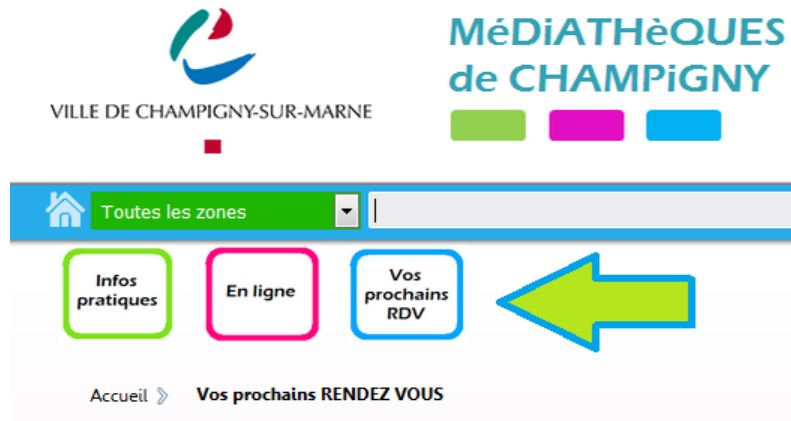 MéDiATHèQUES
de CHAMPiGNY
VILLE DE CHAMPIGNY-SUR-MARNE
Toutes les zones
Infos
pratiques
En ligne
Vos
prochains
RDV
Accueil
Vos prochains RENDEZ VOUS